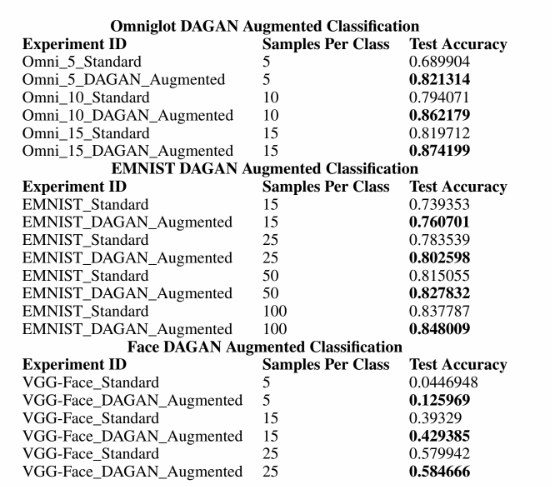 Omniglot DAGAN Augmented Classification
Experiment ID Samples Per Class Test Accuracy
Omni_5_Standard 5 0.689904
Omni_5_DAGAN_Augmented 5 0.821314
Omni_10_Standard 10 0.794071
Omni_10_DAGAN_Augmented 10 0.862179
Omni_15_Standard 15 0.819712
Omni_15_DAGAN_Augmented 15 0.874199
EMNIST DAGAN Augmented Classification
Experiment ID Samples Per Class Test Accuracy
EMNIST_Standard 15 0.739353
EMNIST_DAGAN_Augmented 15 0.760701
EMNIST_Standard 25 0.783539
EMNIST_DAGAN_Augmented 25 0.802598
EMNIST_Standard 50 0.815055
EMNIST_DAGAN_Augmented 50 0.827832
EMNIST_Standard 100 0.837787
EMNIST_DAGAN_Augmented 100 0.848009
Face DAGAN Augmented Classification
Experiment ID Samples Per Class Test Accuracy
VGG-Face_Standard 5 0.0446948
VGG-Face_DAGAN_Augmented 5 0.125969
VGG-Face_Standard 15 0.39329
VGG-Face_DAGAN_Augmented 15 0.429385
VGG-Face_Standard 25 0.579942
VGG-Face_DAGAN_Augmented 25 0.584666